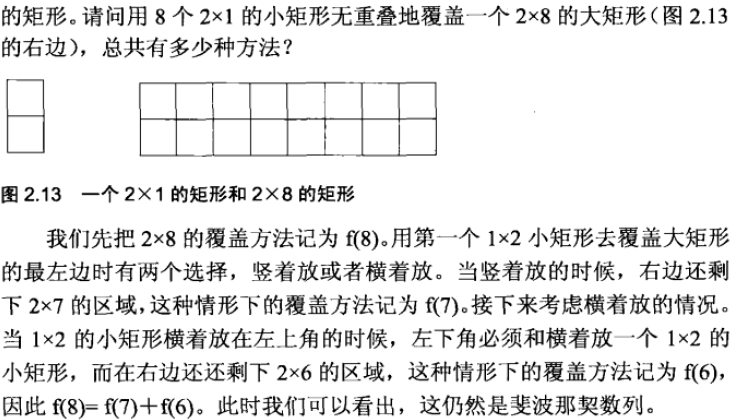 的矩形。请问用 8 个 2×1 的小矩形无重叠地覆盖一个 2×8 的大矩形（图 2.13
的右边），总共有多少种方法？
图 2.13 一个 2×1 的矩形和 2×8 的矩形
我们先把 2×8 的覆盖方法记为 f(8)。用第一个 1×2 小矩形去覆盖大矩形
的最左边时有两个选择，竖着放或者横着放。当竖着放的时候，右边还剩
下 2×7 的区域，这种情形下的覆盖方法记为 f(7)。接下来考虑横着放的情况。
当 1×2 的小矩形横着放在左上角的时候，左下角必须和横着放一个 1×2 的
小矩形，而在右边还还剩下 2×6 的区域，这种情形下的覆盖方法记为 f(6)，
因此 f(8)= f(7)＋f(6)。此时我们可以看出，这仍然是斐波那契数列。